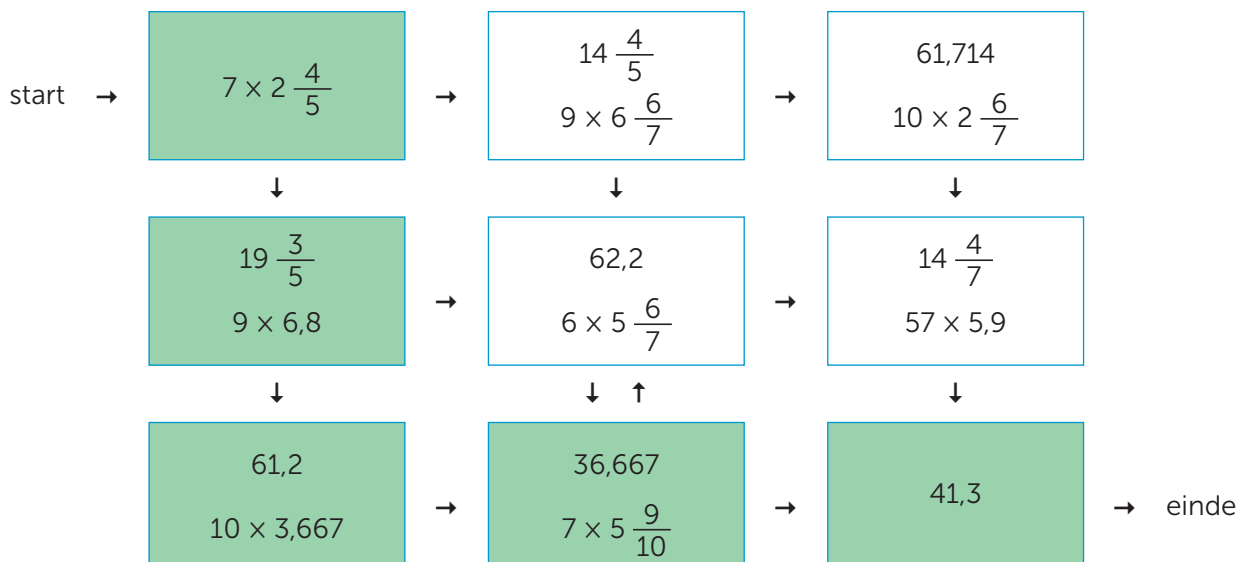 start → 7 × 2 4/5 → 14 4/5 → 61,714
9 × 6 6/7 10 × 2 6/7
↓ ↓ ↓
19 3/5 → 62,2 → 14 4/7
9 × 6,8 6 × 5 6/7 57 × 5,9
↓ ↓ ↑ ↓
61,2 → 36,667 → 41,3 → einde
10 × 3,667 7 × 5 9/10